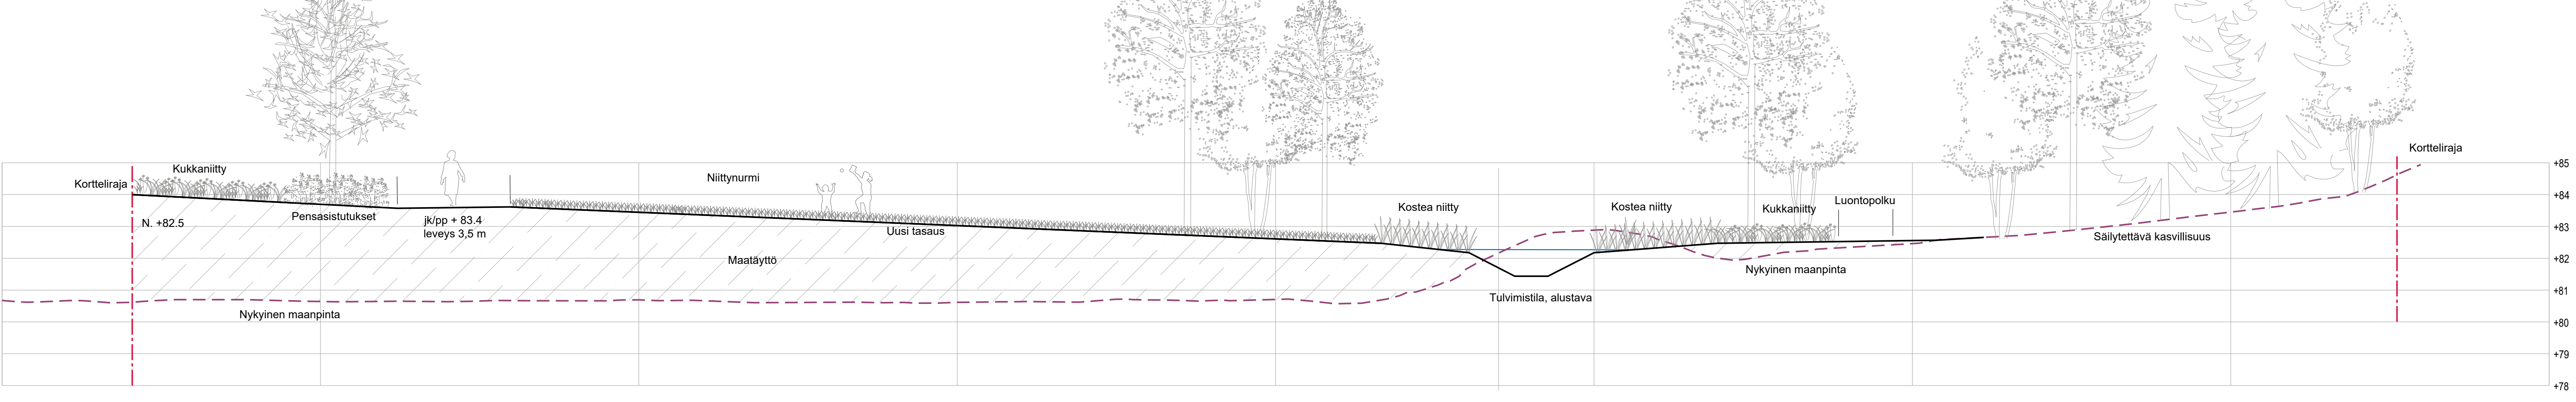 Kortteliraja
Kukkaniitty
N. +82.5
Pensasistutukset
jk/pp + 83.4
leveys 3,5 m
Niittynurmi
Uusi tasaus
Maatäyttö
Nykyinen maanpinta
Kostea niitty
Tulvimistila, alustava
Kostea niitty
Kukkaniitty
Luontopolku
Nykyinen maanpinta
Säilytettävä kasvillisuus
Kortteliraja
+85
+84
+83
+82
+81
+80
+79
+78